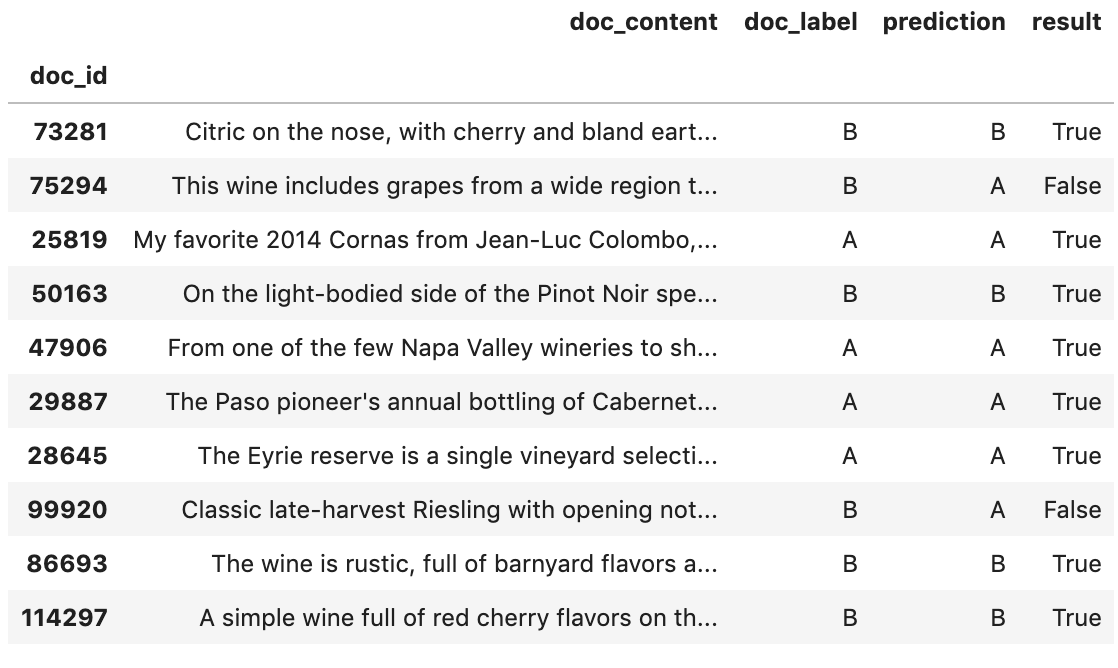 doc_content doc_label prediction result
doc_id
73281 Citric on the nose, with cherry and bland eart... B B True
75294 This wine includes grapes from a wide region t... B A False
25819 My favorite 2014 Cornas from Jean-Luc Colombo,... A A True
50163 On the light-bodied side of the Pinot Noir spe... B B True
47906 From one of the few Napa Valley wineries to sh... A A True
29887 The Paso pioneer's annual bottling of Cabernet... A A True
28645 The Eyrie reserve is a single vineyard selecti... A A True
99920 Classic late-harvest Riesling with opening not... B A False
86693 The wine is rustic, full of barnyard flavors a... B B True
114297 A simple wine full of red cherry flavors on th... B B True